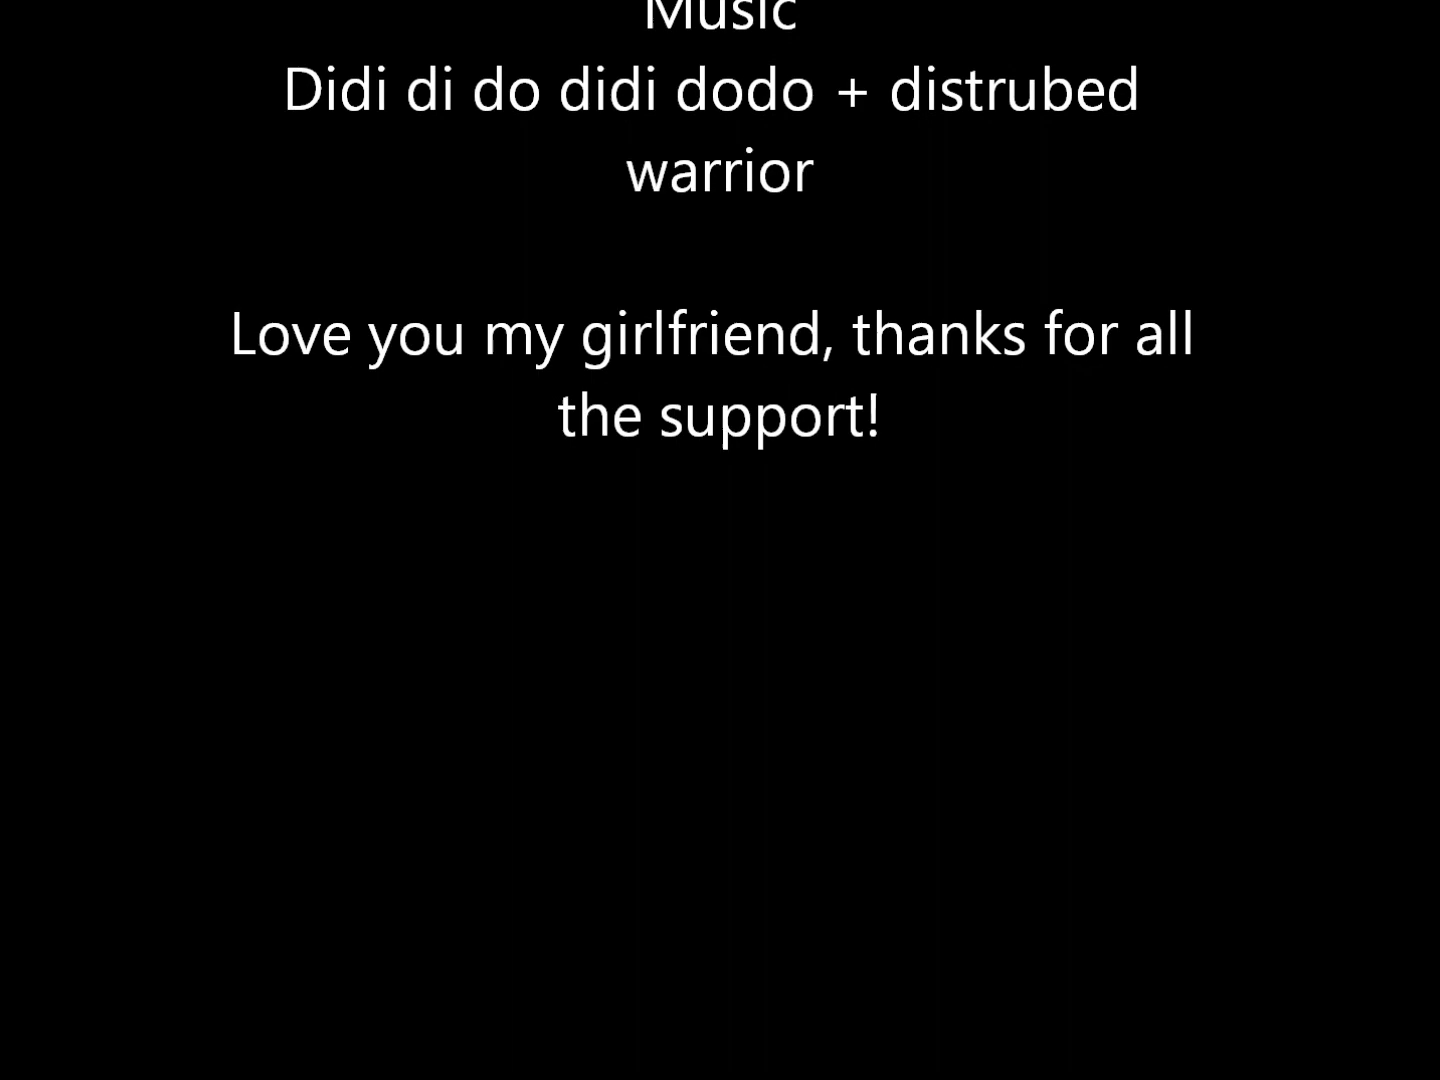 Music
Didi di do didi dodo + distrubed
warrior
Love you my girlfriend, thanks for all
the support!